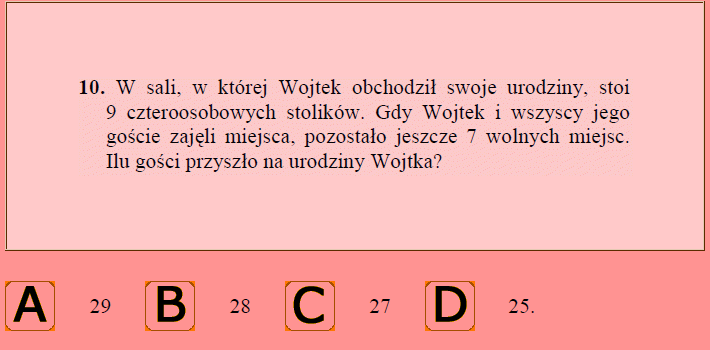 10. W sali, w której Wojtek obchodził swoje urodziny, stoi
9 czteroosobowych stolików. Gdy Wojtek i wszyscy jego
goście zajęli miejsca, pozostało jeszcze 7 wolnych miejsc.
Ilu gości przyszło na urodziny Wojtka?
A 29 B 28 C 27 D 25.